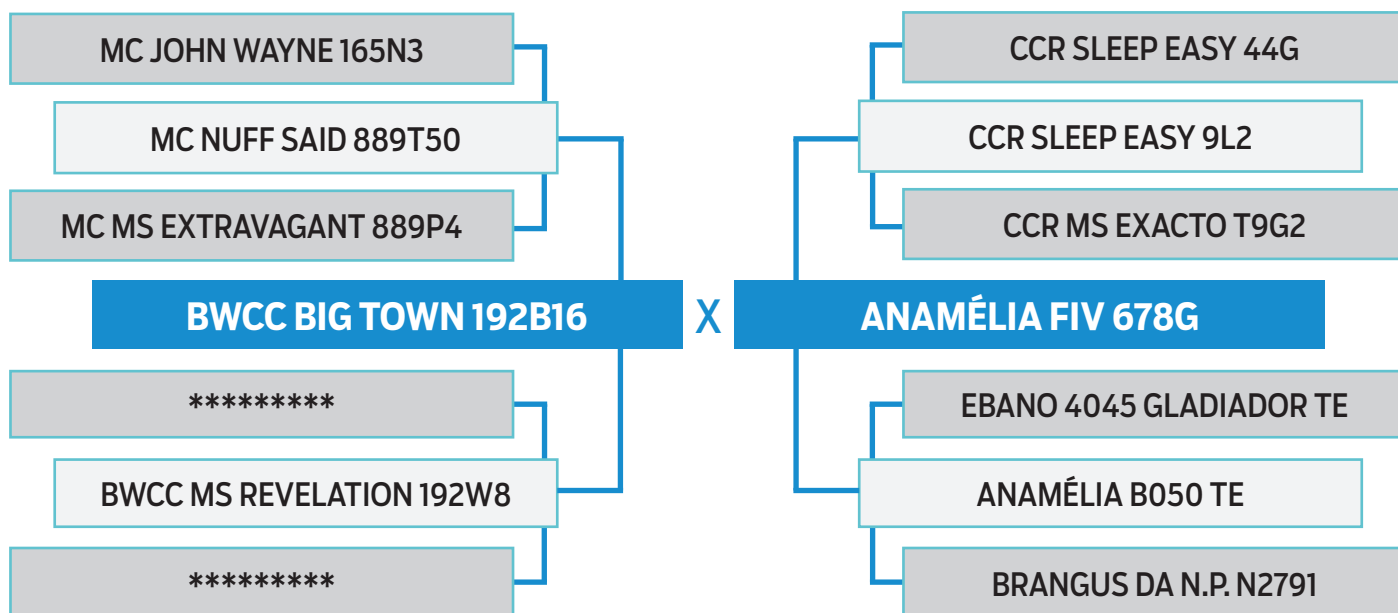 MC JOHN WAYNE 165N3
MC NUFF SAID 889T50
MC MS EXTRAVAGANT 889P4
BWCC BIG TOWN 192B16
*********
BWCC MS REVELATION 192W8
*********
X
CCR SLEEP EASY 44G
CCR SLEEP EASY 9L2
CCR MS EXACTO T9G2
ANAMÉLIA FIV 678G
EBANO 4045 GLADIADOR TE
ANAMÉLIA B050 TE
BRANGUS DA N.P. N2791